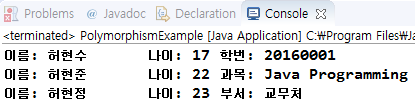 Problems @ Javadoc Declaration Console
<terminated> PolymorphismExample [Java Application] C:\Program Files\Ja
이름: 허현수 나이: 17 학번: 20160001
이름: 허현준 나이: 22 과목: Java Programming
이름: 허현정 나이: 23 부서: 교무처